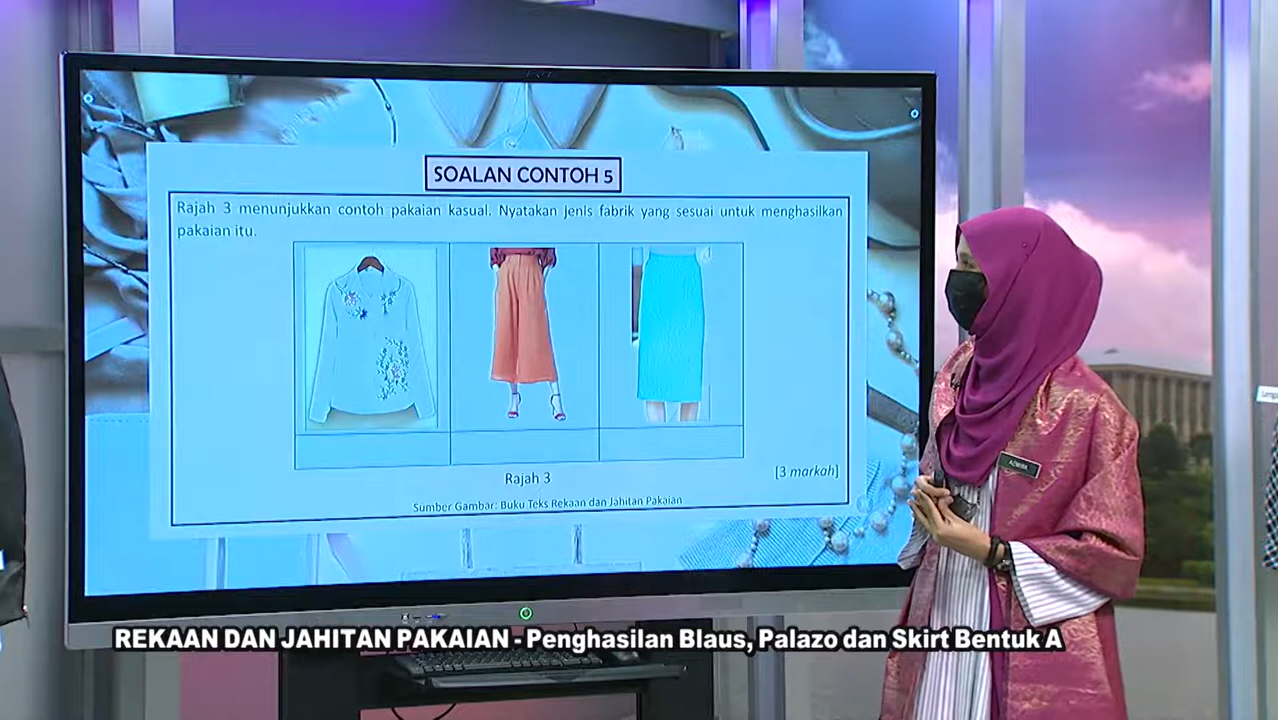 SOALAN CONTOH 5
Rajah 3 menunjukkan contoh pakaian kasual. Nyatakan jenis fabrik yang sesuai untuk menghasilkan
pakaian itu.
Rajah 3
[3 markah]
Sumber Gambar: Buku Teks Rekaan dan Jahitan Pakaian
AZWINA
REKAAN DAN JAHITAN PAKAIAN - Penghasilan Blaus, Palazo dan Skirt Bentuk A